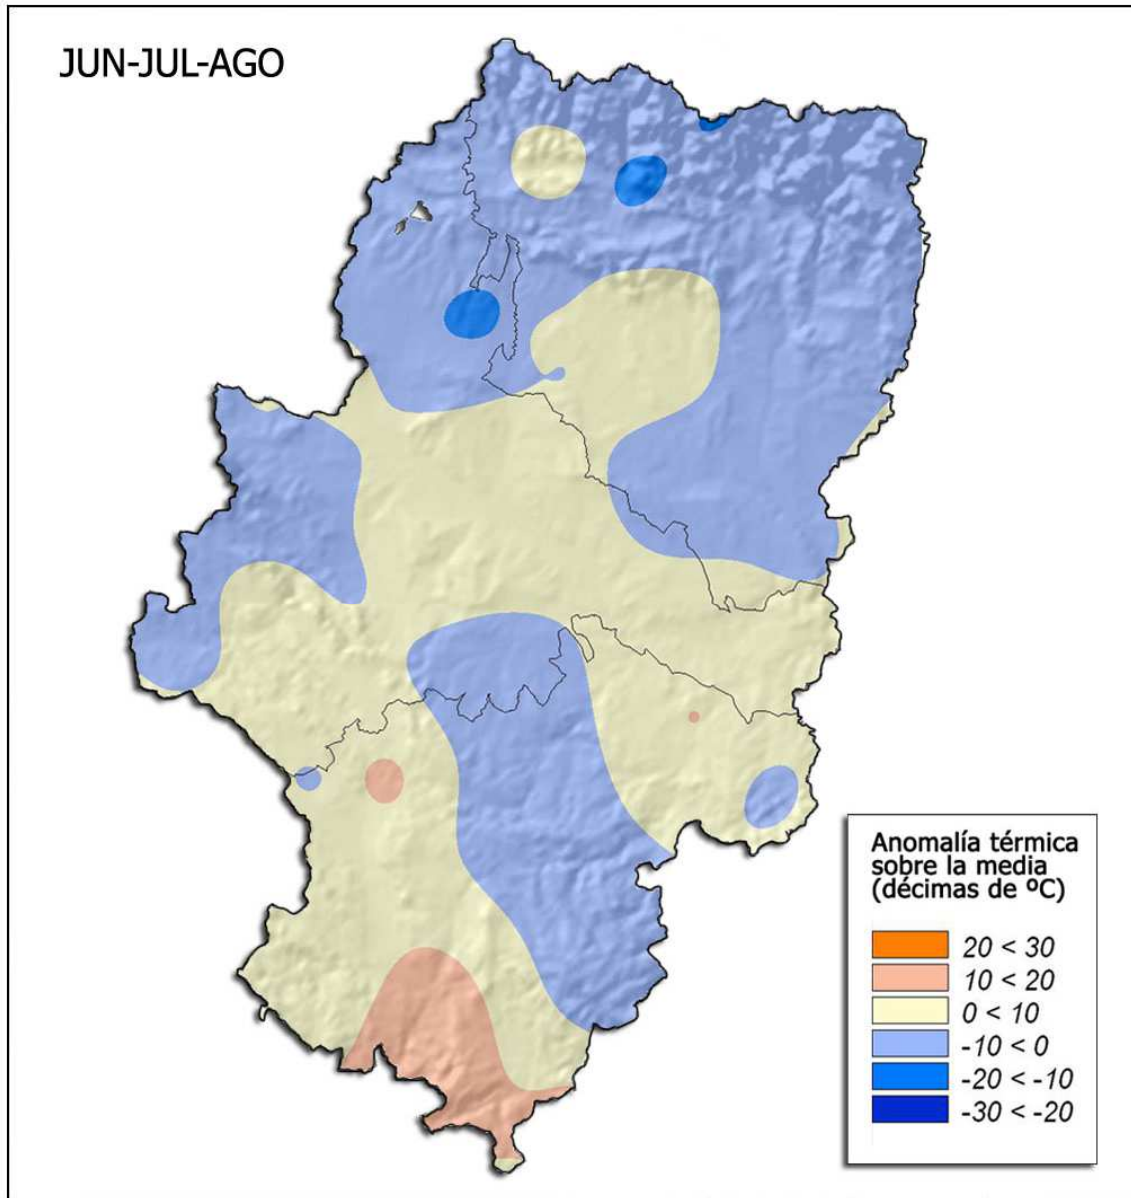 JUN-JUL-AGO
Anomalía térmica
sobre la media
(décimas de ºC)
20 < 30
10 < 20
0 < 10
-10 < 0
-20 < -10
-30 < -20